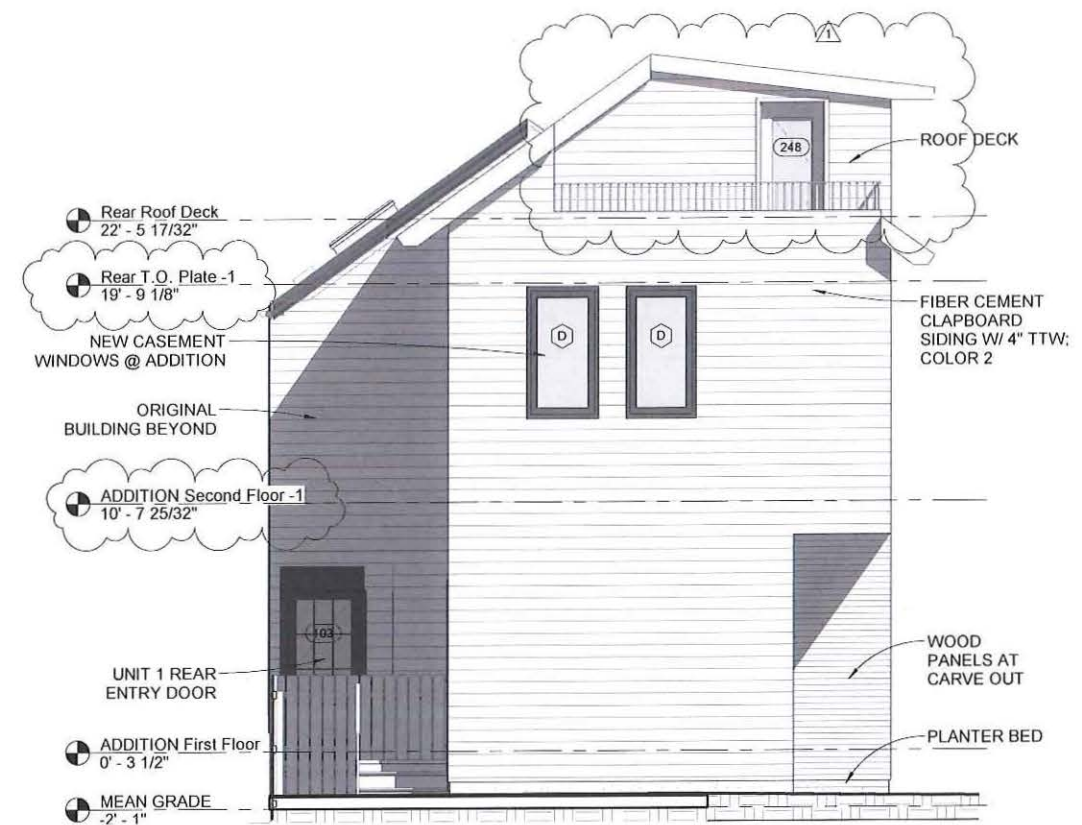 1
ROOF DECK
248
Rear Roof Deck
22' - 5 17/32"
Rear T.O. Plate -1
19' - 9 1/8"
FIBER CEMENT
CLAPBOARD
SIDING W/ 4" TTW;
COLOR 2
NEW CASEMENT
WINDOWS @ ADDITION
D
D
ORIGINAL
BUILDING BEYOND
ADDITION Second Floor -1
10' - 7 25/32"
103
UNIT 1 REAR
ENTRY DOOR
WOOD
PANELS AT
CARVE OUT
PLANTER BED
ADDITION First Floor
0' - 3 1/2"
MEAN GRADE
-2' - 1"